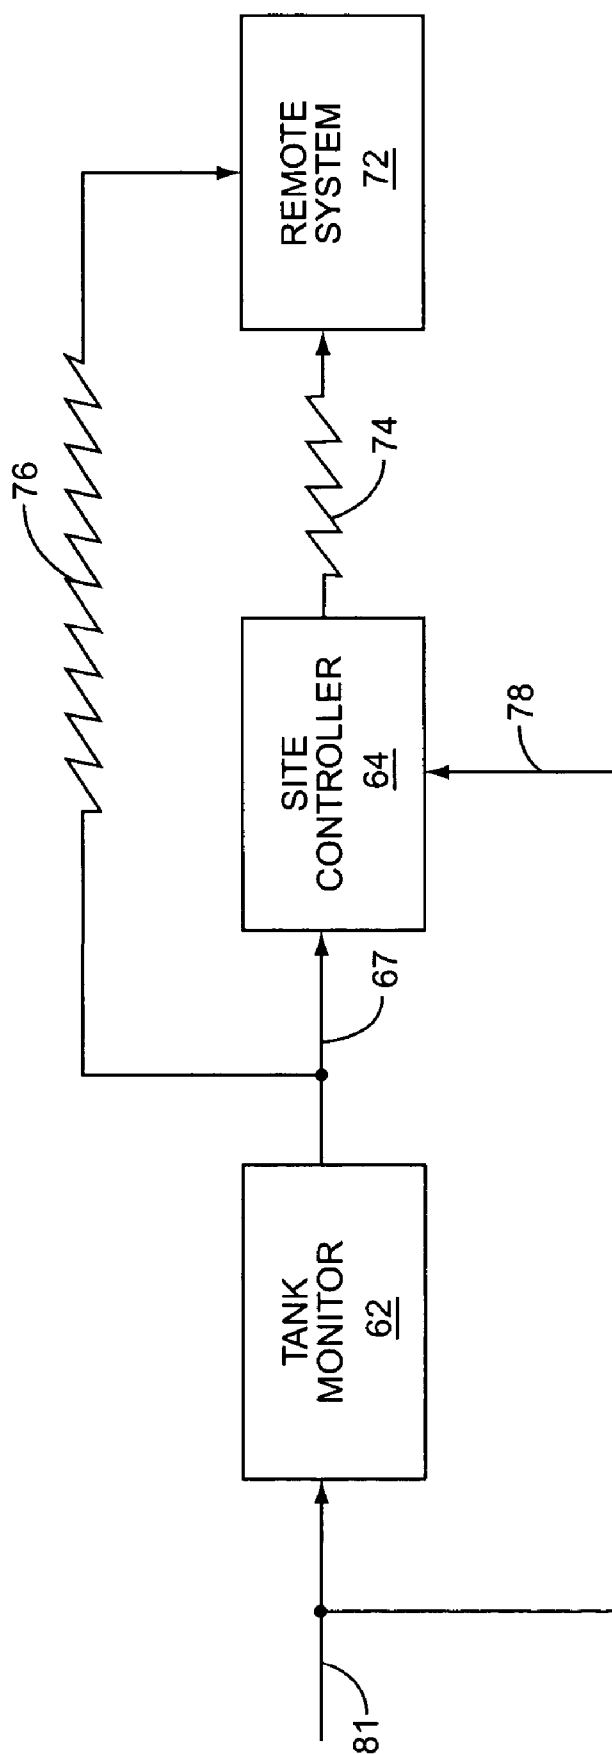 76
REMOTE
SYSTEM
72
74
SITE
CONTROLLER
64
78
67
TANK
MONITOR
62
81